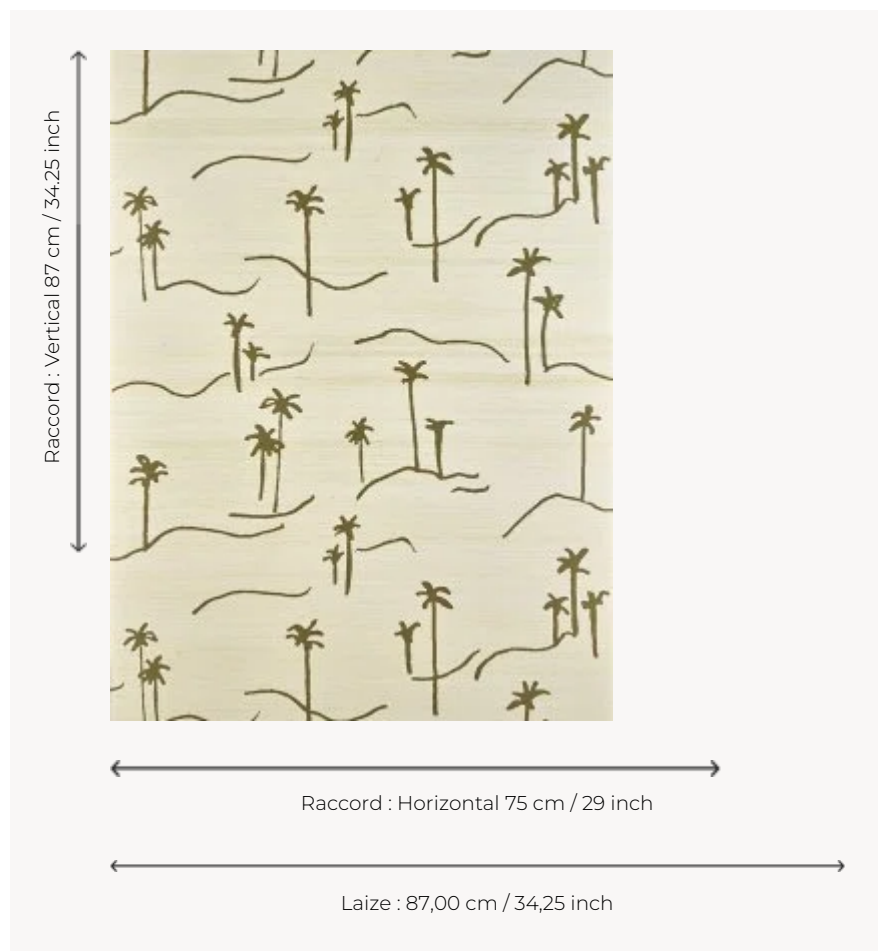 Raccord : Vertical 87 cm / 34.25 inch
Raccord : Horizontal 75 cm / 29 inch
Laize : 87,00 cm / 34,25 inch